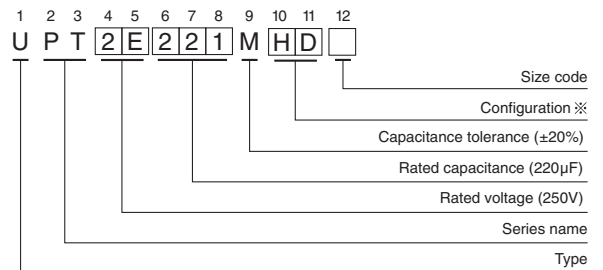 1 2 3 4 5 6 7 8 9 10 11 12
U P T 2 E 2 2 1 M H D
Size code
Configuration ※
Capacitance tolerance (±20%)
Rated capacitance (220µF)
Rated voltage (250V)
Series name
Type